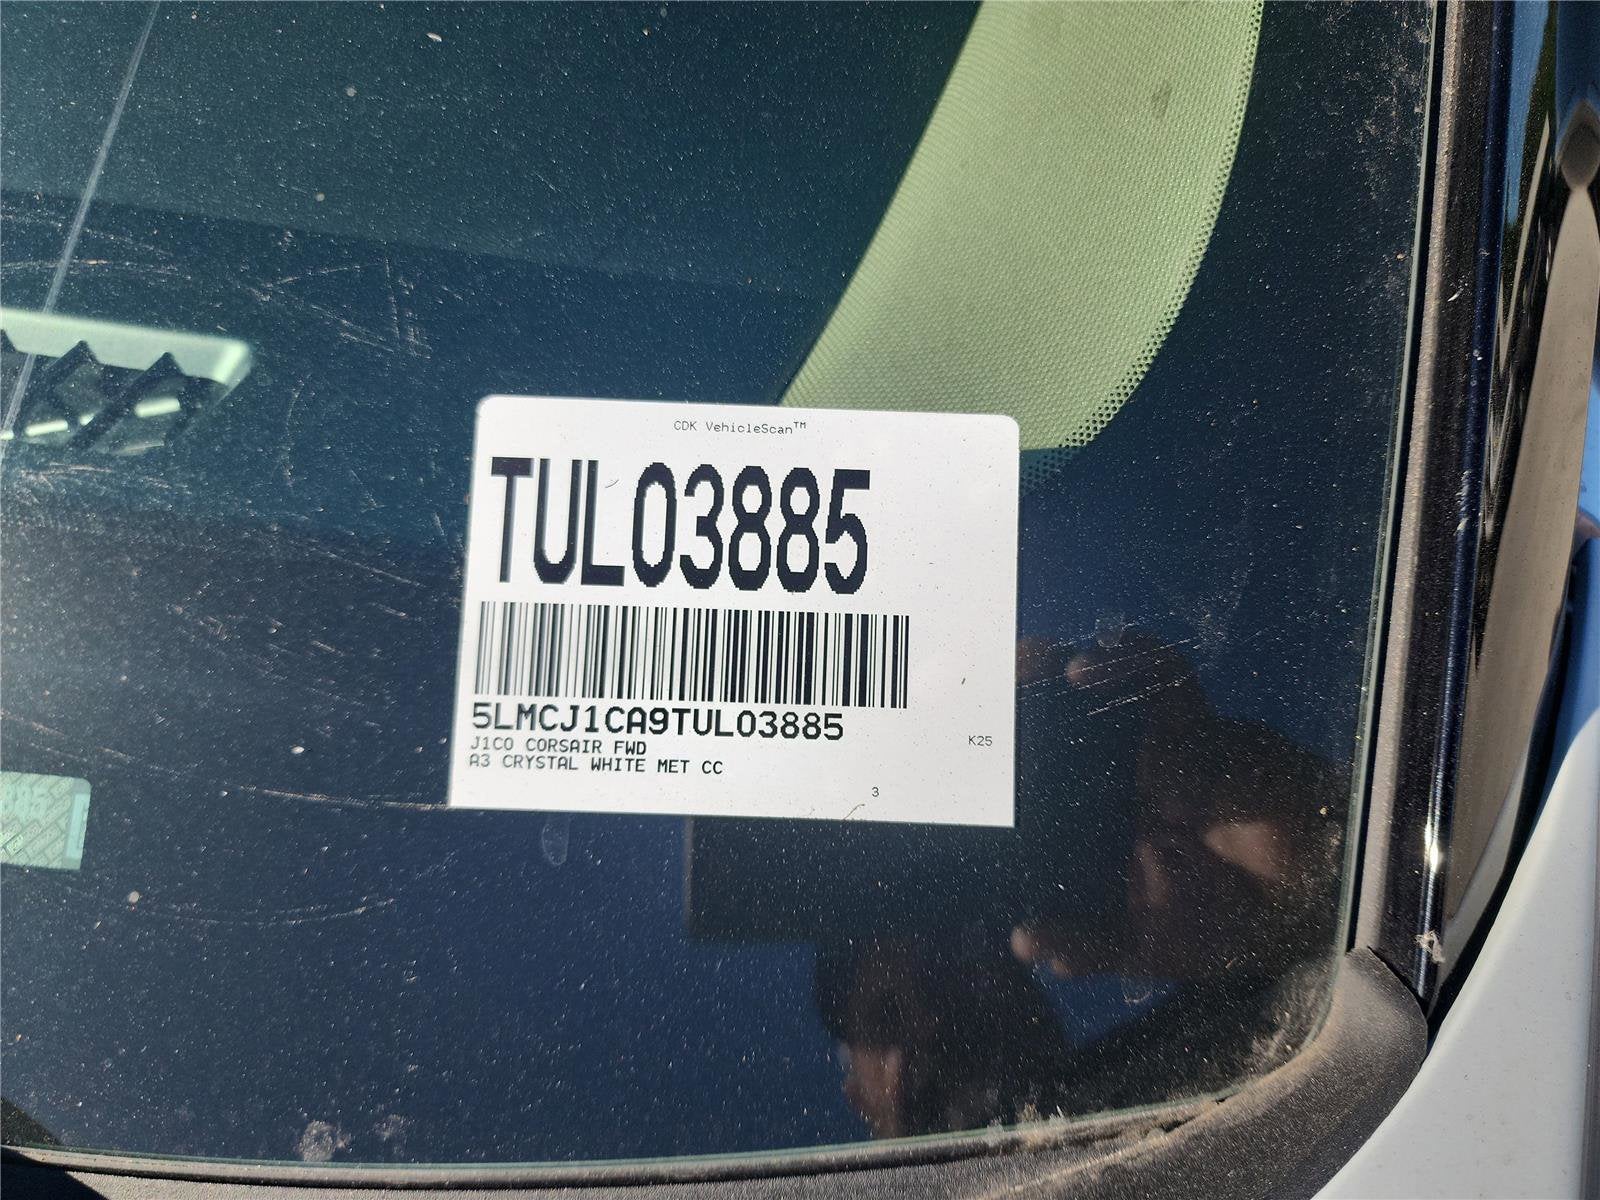 CDK VehicleScan™
TUL03885
5LMCJ1CA9TUL03885
J1C0 CORSAIR FWD
K25
A3 CRYSTAL WHITE MET CC
3